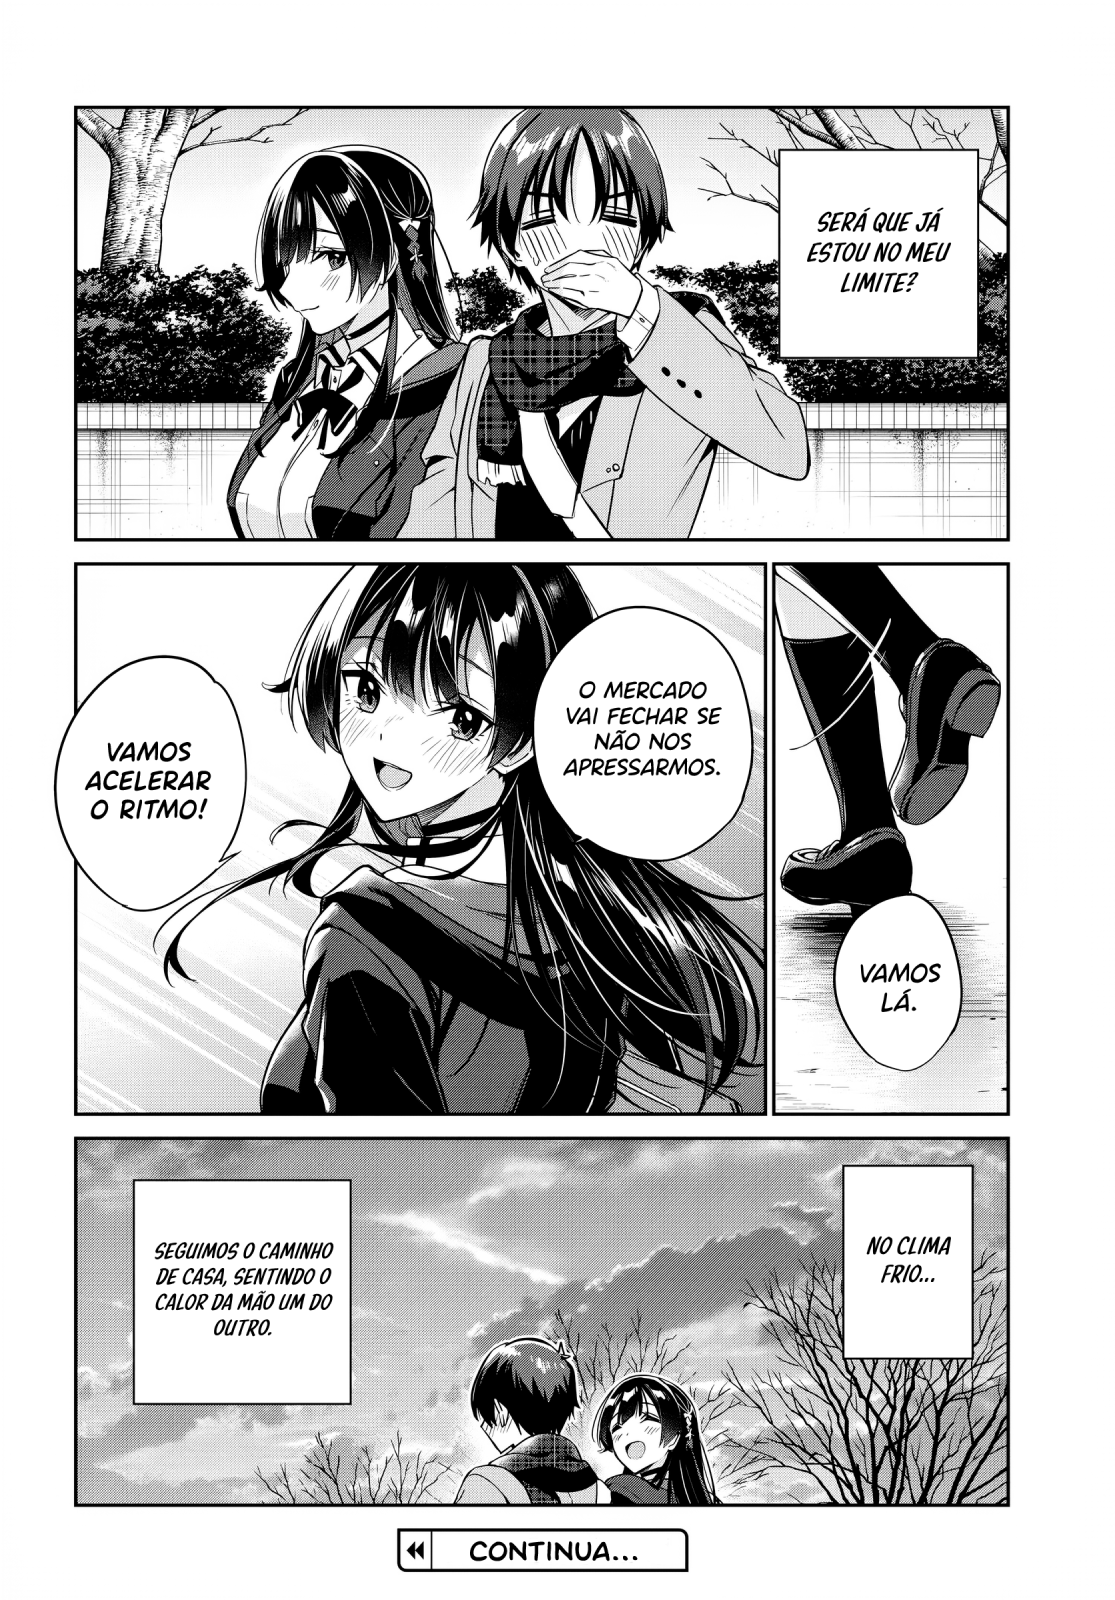 SERÁ QUE JÁ
ESTOU NO MEU
LIMITE?
VAMOS
LÁ.
O MERCADO
VAI FECHAR SE
NÃO NOS
APRESSARMOS.
VAMOS
ACELERAR
O RITMO!
NO CLIMA
FRIO...
SEGUIMOS O CAMINHO
DE CASA, SENTINDO O
CALOR DA MÃO UM DO
OUTRO.
CONTINUA...